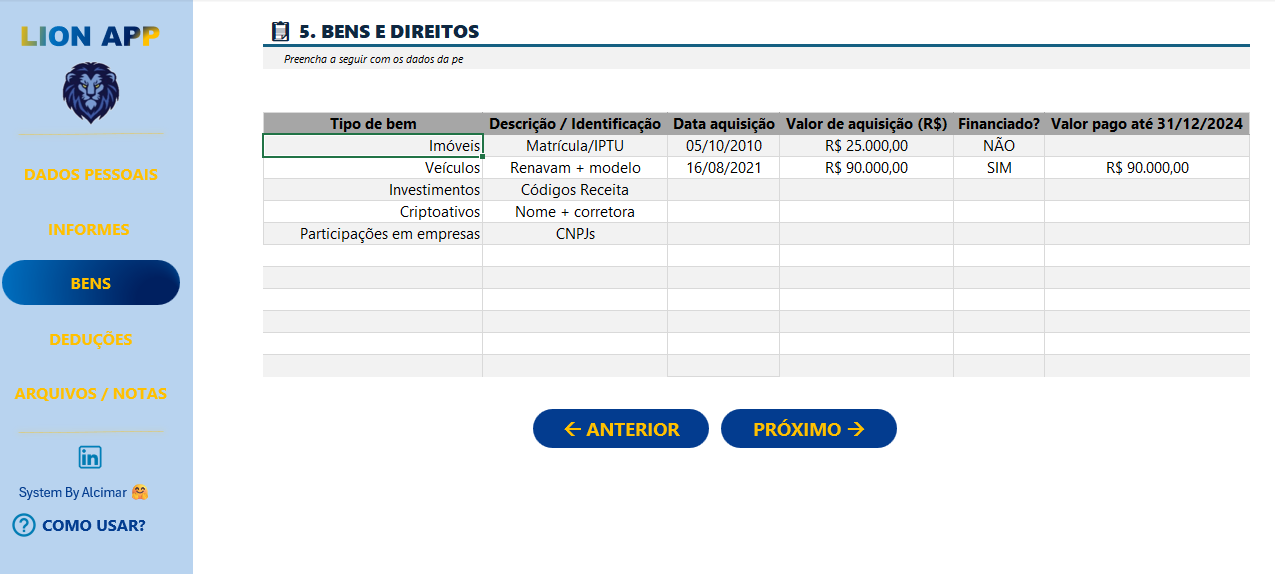 LION APP
DADOS PESSOAIS
INFORMES
BENS
DEDUÇÕES
ARQUIVOS / NOTAS
in
System By Alcimar
? COMO USAR?
5. BENS E DIREITOS
Preencha a seguir com os dados da pe
Tipo de bem Descrição / Identificação Data aquisição Valor de aquisição (R$) Financiado? Valor pago até 31/12/2024
Imóveis Matrícula/IPTU 05/10/2010 R$ 25.000,00 NÃO
Veículos Renavam + modelo 16/08/2021 R$ 90.000,00 SIM R$ 90.000,00
Investimentos Códigos Receita
Criptoativos Nome + corretora
Participações em empresas CNPJs
← ANTERIOR PRÓXIMO →